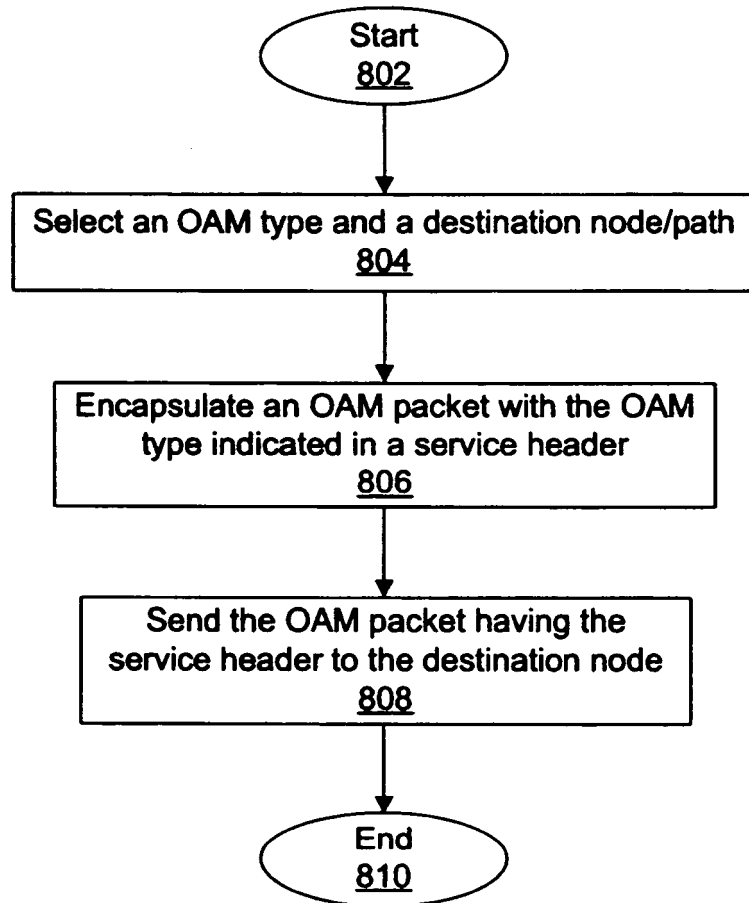 Start
802
Select an OAM type and a destination node/path
804
Encapsulate an OAM packet with the OAM
type indicated in a service header
806
Send the OAM packet having the
service header to the destination node
808
End
810